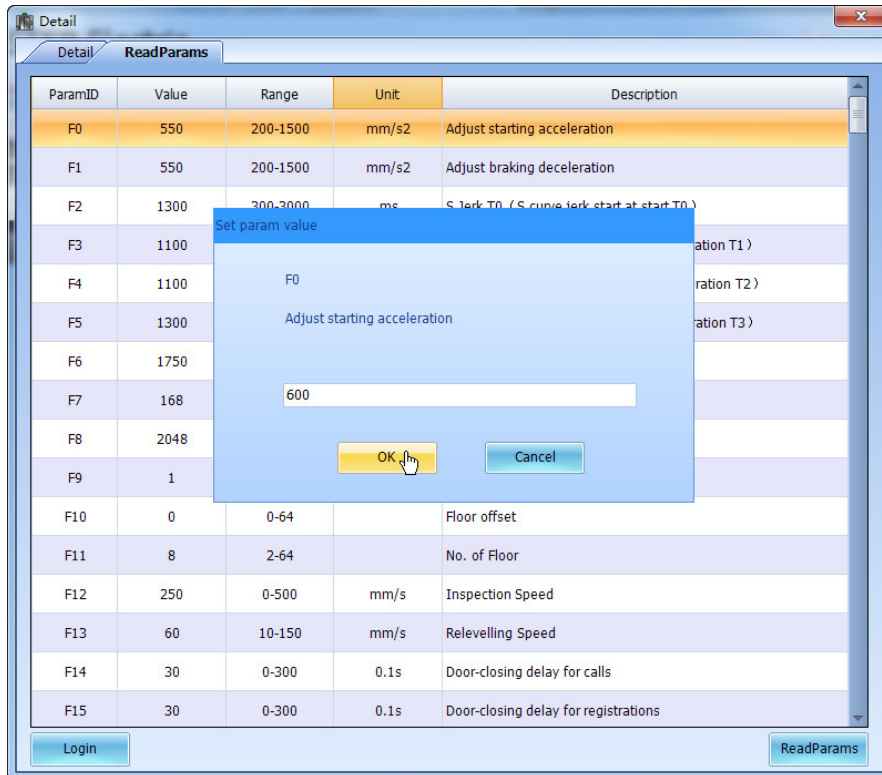 Detail
Detail ReadParams
ParamID Value Range Unit Description
F0 550 200-1500 mm/s2 Adjust starting acceleration
F1 550 200-1500 mm/s2 Adjust braking deceleration
F2 1300 300-3000 ms S Jerk T0（S curve jerk start at start T0）
Set param value
F3 1100 ation T1）
F0
F4 1100 ration T2）
Adjust starting acceleration
F5 1300 ration T3）
F6 1750
600
F7 168
F8 2048
OK Cancel
F9 1
F10 0 0-64 Floor offset
F11 8 2-64 No. of Floor
F12 250 0-500 mm/s Inspection Speed
F13 60 10-150 mm/s Relevelling Speed
F14 30 0-300 0.1s Door-closing delay for calls
F15 30 0-300 0.1s Door-closing delay for registrations
Login ReadParams